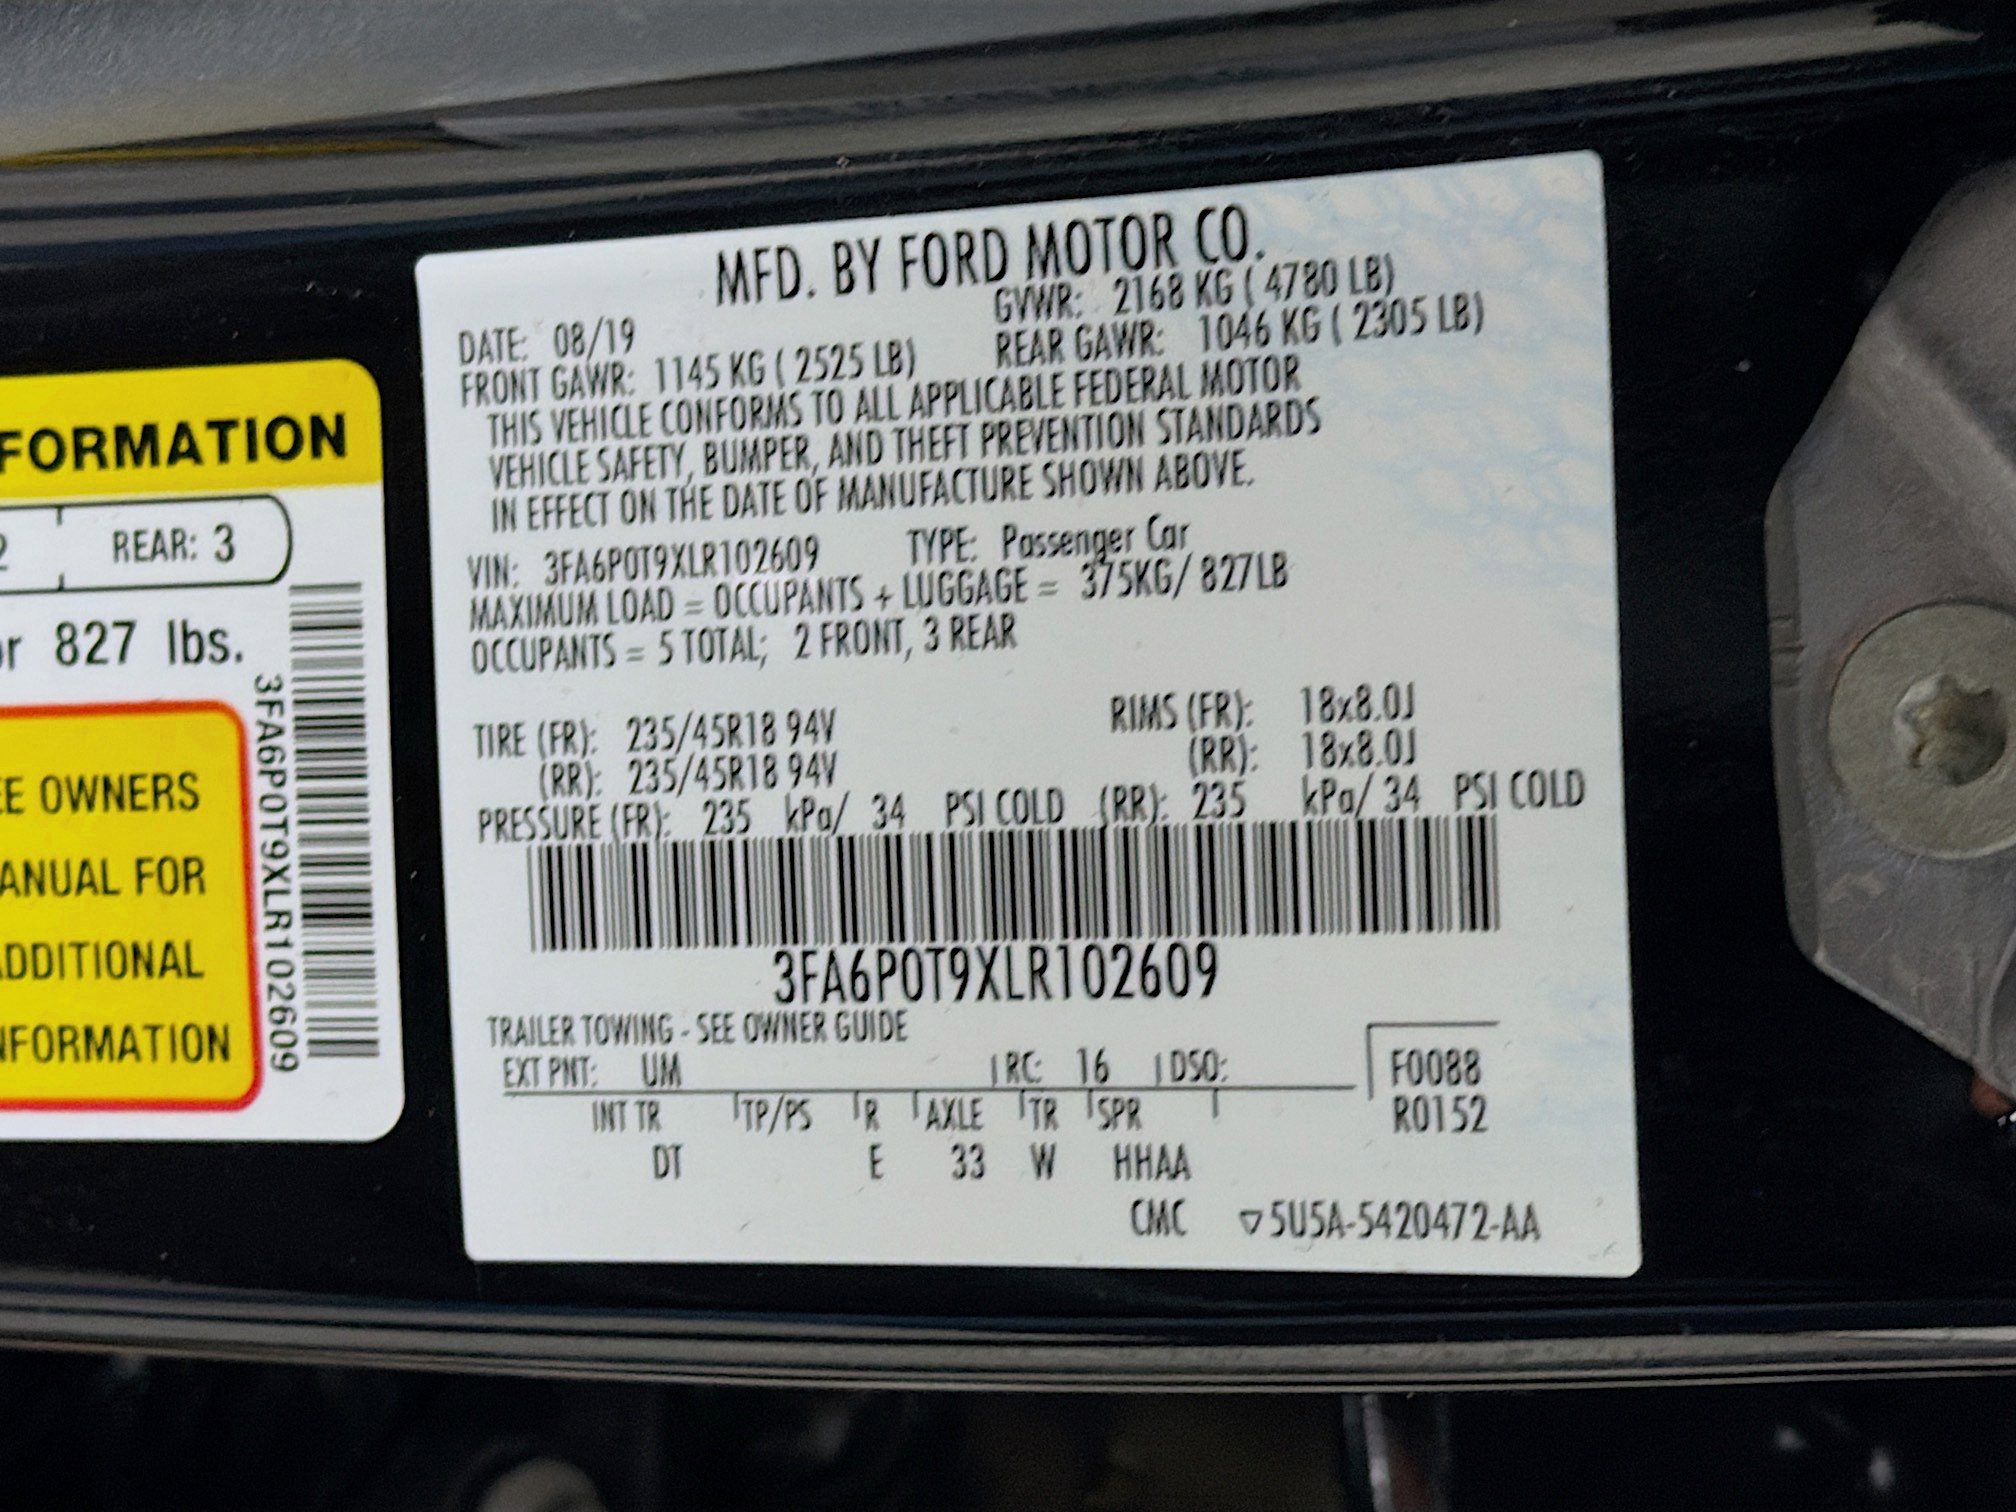 MFD. BY FORD MOTOR CO.
DATE: 08/19 GVWR: 2168 KG ( 4780 LB)
FRONT GAWR: 1145 KG ( 2525 LB) REAR GAWR: 1046 KG ( 2305 LB)
THIS VEHICLE CONFORMS TO ALL APPLICABLE FEDERAL MOTOR
VEHICLE SAFETY, BUMPER, AND THEFT PREVENTION STANDARDS
IN EFFECT ON THE DATE OF MANUFACTURE SHOWN ABOVE.
VIN: 3FA6P0T9XLR102609 TYPE: Passenger Car
MAXIMUM LOAD = OCCUPANTS + LUGGAGE = 375KG/ 827LB
OCCUPANTS = 5 TOTAL; 2 FRONT, 3 REAR
TIRE (FR): 235/45R18 94V RIMS (FR): 18x8.0J
(RR): 235/45R18 94V (RR): 18x8.0J
PRESSURE (FR): 235 kPa/ 34 PSI COLD (RR): 235 kPa/ 34 PSI COLD
3FA6P0T9XLR102609
TRAILER TOWING - SEE OWNER GUIDE
EXT PNT: UM RC: 16 DSO: F0088
INT TR TP/PS R AXLE TR SPR R0152
DT E 33 W HHAA
CMC ▽5U5A-5420472-AA
FORMATION
2 REAR: 3
r 827 lbs.
E OWNERS
ANUAL FOR
ADDITIONAL
NFORMATION
3FA6P0T9XLR102609